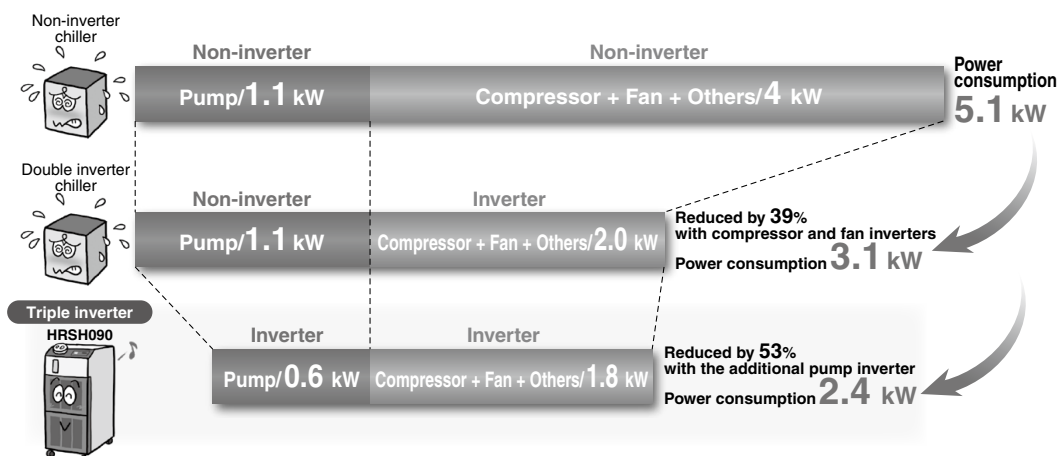 Non-inverter
chiller
Non-inverter
Non-inverter
Pump/1.1 kW
Compressor + Fan + Others/4 kW
Power
consumption
5.1 kW
Double inverter
chiller
Non-inverter
Inverter
Pump/1.1 kW
Compressor + Fan + Others/2.0 kW
Reduced by 39%
with compressor and fan inverters
Power consumption 3.1 kW
Triple inverter
HRSH090
Inverter
Inverter
Pump/0.6 kW
Compressor + Fan + Others/1.8 kW
Reduced by 53%
with the additional pump inverter
Power consumption 2.4 kW